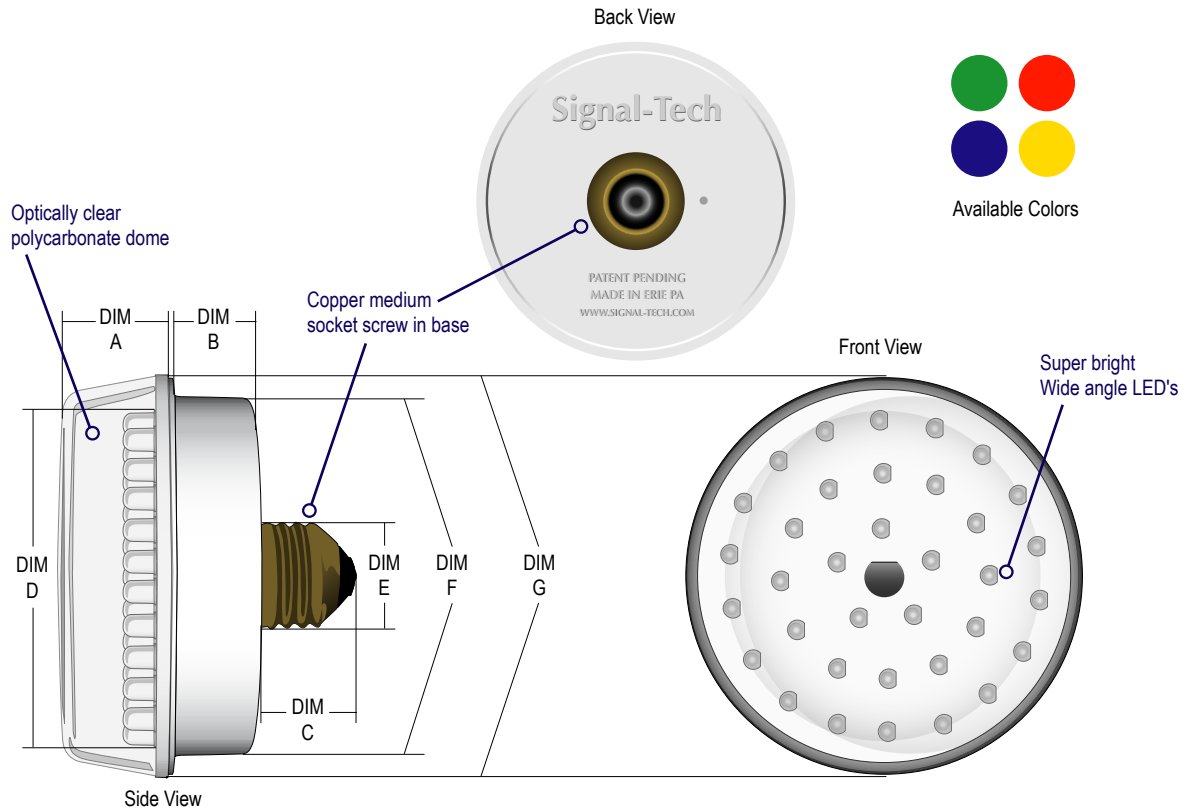 Back View
Signal-Tech
PATENT PENDING
MADE IN ERIE PA
WWW.SIGNAL-TECH.COM
Available Colors
Optically clear
polycarbonate dome
Copper medium
socket screw in base
DIM
A
DIM
B
Front View
Super bright
Wide angle LED's
DIM
D
DIM
E
DIM
F
DIM
G
DIM
C
Side View